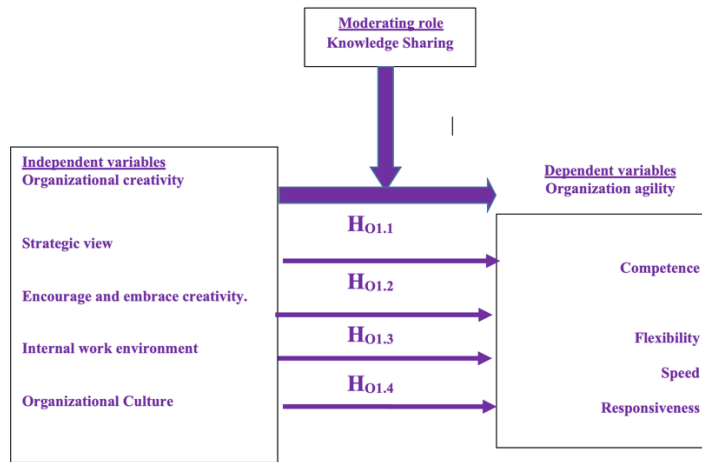 Moderating role
Knowledge Sharing
Independent variables
Organizational creativity
Strategic view
Encourage and embrace creativity.
Internal work environment
Organizational Culture
HO1.1
HO1.2
HO1.3
HO1.4
Dependent variables
Organization agility
Competence
Flexibility
Speed
Responsiveness